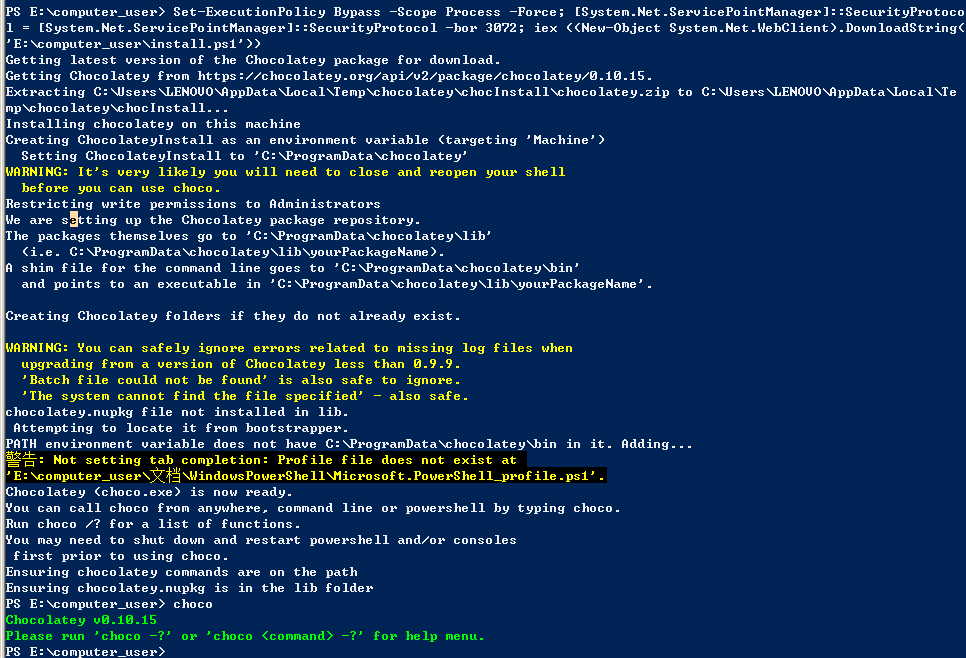 PS E:\computer_user> Set-ExecutionPolicy Bypass -Scope Process -Force; [System.Net.ServicePointManager]::SecurityProtoco
l = [System.Net.ServicePointManager]::SecurityProtocol -bor 3072; iex ((New-Object System.Net.WebClient).DownloadString(
'E:\computer_user\install.ps1'))
Getting latest version of the Chocolatey package for download.
Getting Chocolatey from https://chocolatey.org/api/v2/package/chocolatey/0.10.15.
Extracting C:\Users\LENOVO\AppData\Local\Temp\chocolatey\chocInstall\chocolatey.zip to C:\Users\LENOVO\AppData\Local\Te
mp\chocolatey\chocInstall...
Installing chocolatey on this machine
Creating ChocolateyInstall as an environment variable (targeting 'Machine')
  Setting ChocolateyInstall to 'C:\ProgramData\chocolatey'
WARNING: It's very likely you will need to close and reopen your shell
  before you can use choco.
Restricting write permissions to Administrators
We are setting up the Chocolatey package repository.
The packages themselves go to 'C:\ProgramData\chocolatey\lib'
  (i.e. C:\ProgramData\chocolatey\lib\yourPackageName).
A shim file for the command line goes to 'C:\ProgramData\chocolatey\bin'
  and points to an executable in 'C:\ProgramData\chocolatey\lib\yourPackageName'.
Creating Chocolatey folders if they do not already exist.
WARNING: You can safely ignore errors related to missing log files when
  upgrading from a version of Chocolatey less than 0.9.9.
  'Batch file could not be found' is also safe to ignore.
  'The system cannot find the file specified' - also safe.
chocolatey.nupkg file not installed in lib.
 Attempting to locate it from bootstrapper.
PATH environment variable does not have C:\ProgramData\chocolatey\bin in it. Adding...
警告: Not setting tab completion: Profile file does not exist at
'E:\computer_user\文档\WindowsPowerShell\Microsoft.PowerShell_profile.ps1'.
Chocolatey (choco.exe) is now ready.
You can call choco from anywhere, command line or powershell by typing choco.
Run choco /? for a list of functions.
You may need to shut down and restart powershell and/or consoles
 first prior to using choco.
Ensuring chocolatey commands are on the path
Ensuring chocolatey.nupkg is in the lib folder
PS E:\computer_user> choco
Chocolatey v0.10.15
Please run 'choco -?' or 'choco <command> -?' for help menu.
PS E:\computer_user>